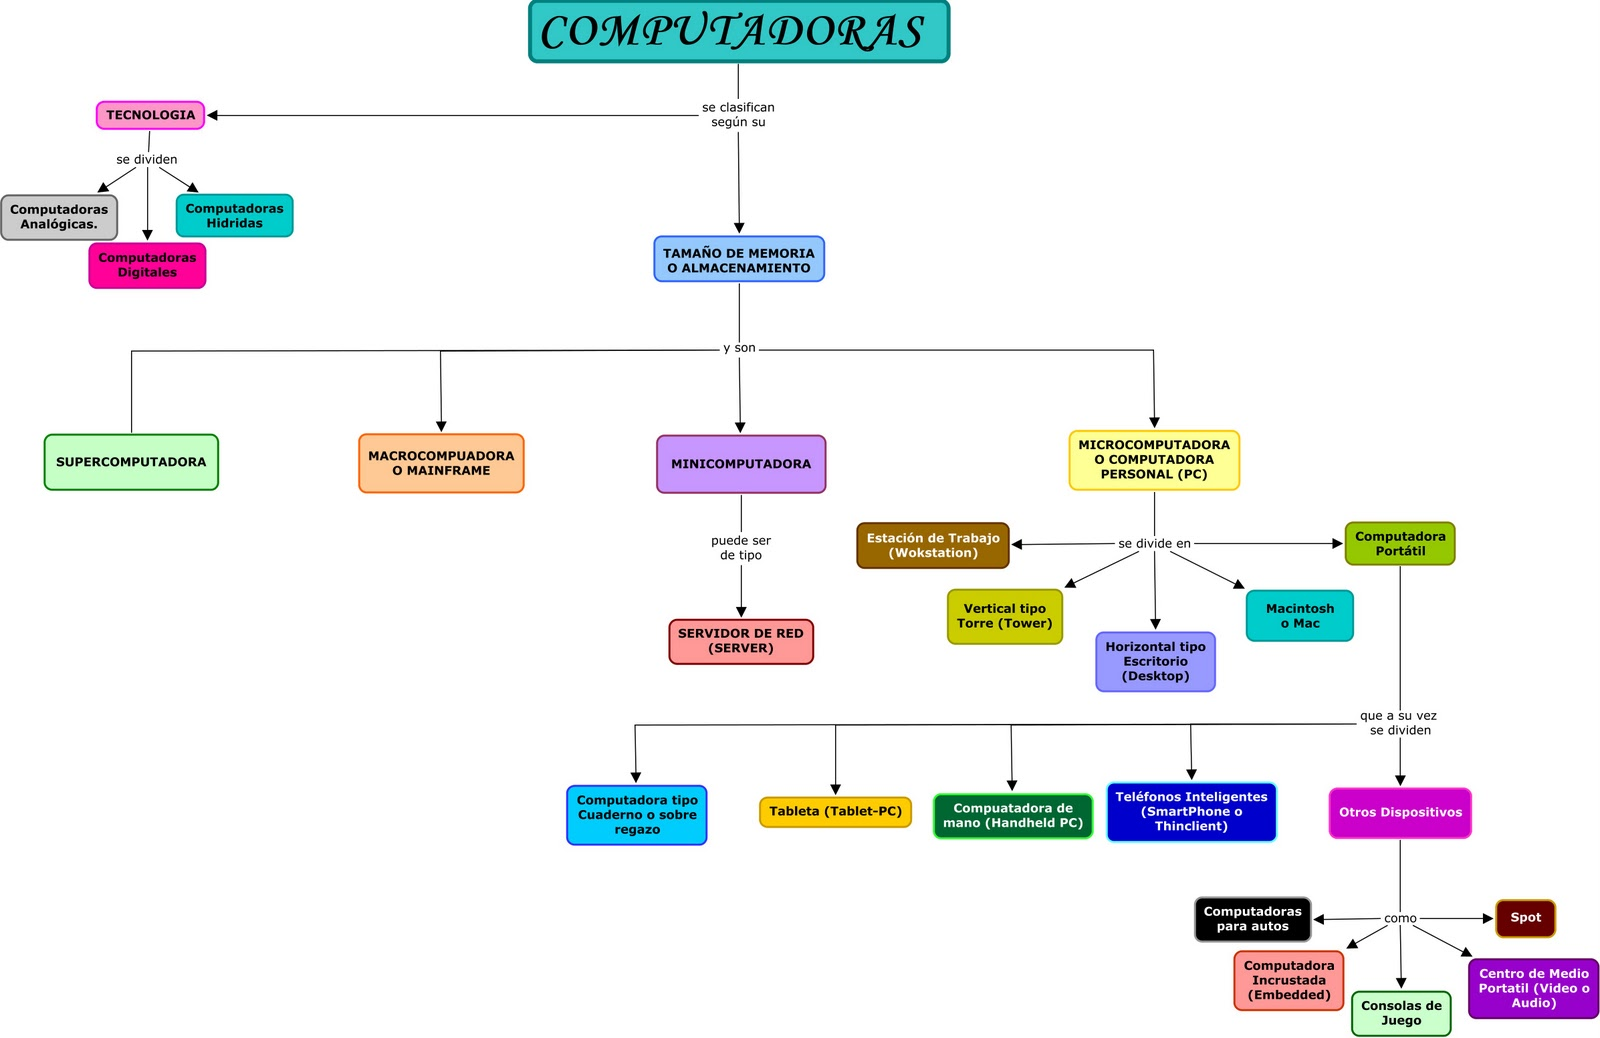 COMPUTADORAS
se clasifican
según su
TECNOLOGIA
se dividen
Computadoras
Analógicas.
Computadoras
Hidridas
Computadoras
Digitales
TAMAÑO DE MEMORIA
O ALMACENAMIENTO
y son
SUPERCOMPUTADORA
MACROCOMPUADORA
O MAINFRAME
MINICOMPUTADORA
MICROCOMPUTADORA
O COMPUTADORA
PERSONAL (PC)
puede ser
de tipo
SERVIDOR DE RED
(SERVER)
se divide en
Estación de Trabajo
(Wokstation)
Vertical tipo
Torre (Tower)
Horizontal tipo
Escritorio
(Desktop)
Macintosh
o Mac
Computadora
Portátil
que a su vez
se dividen
Computadora tipo
Cuaderno o sobre
regazo
Tableta (Tablet-PC)
Compuatadora de
mano (Handheld PC)
Teléfonos Inteligentes
(SmartPhone o
Thinclient)
Otros Dispositivos
como
Computadoras
para autos
Computadora
Incrustada
(Embedded)
Consolas de
Juego
Centro de Medio
Portatil (Video o
Audio)
Spot